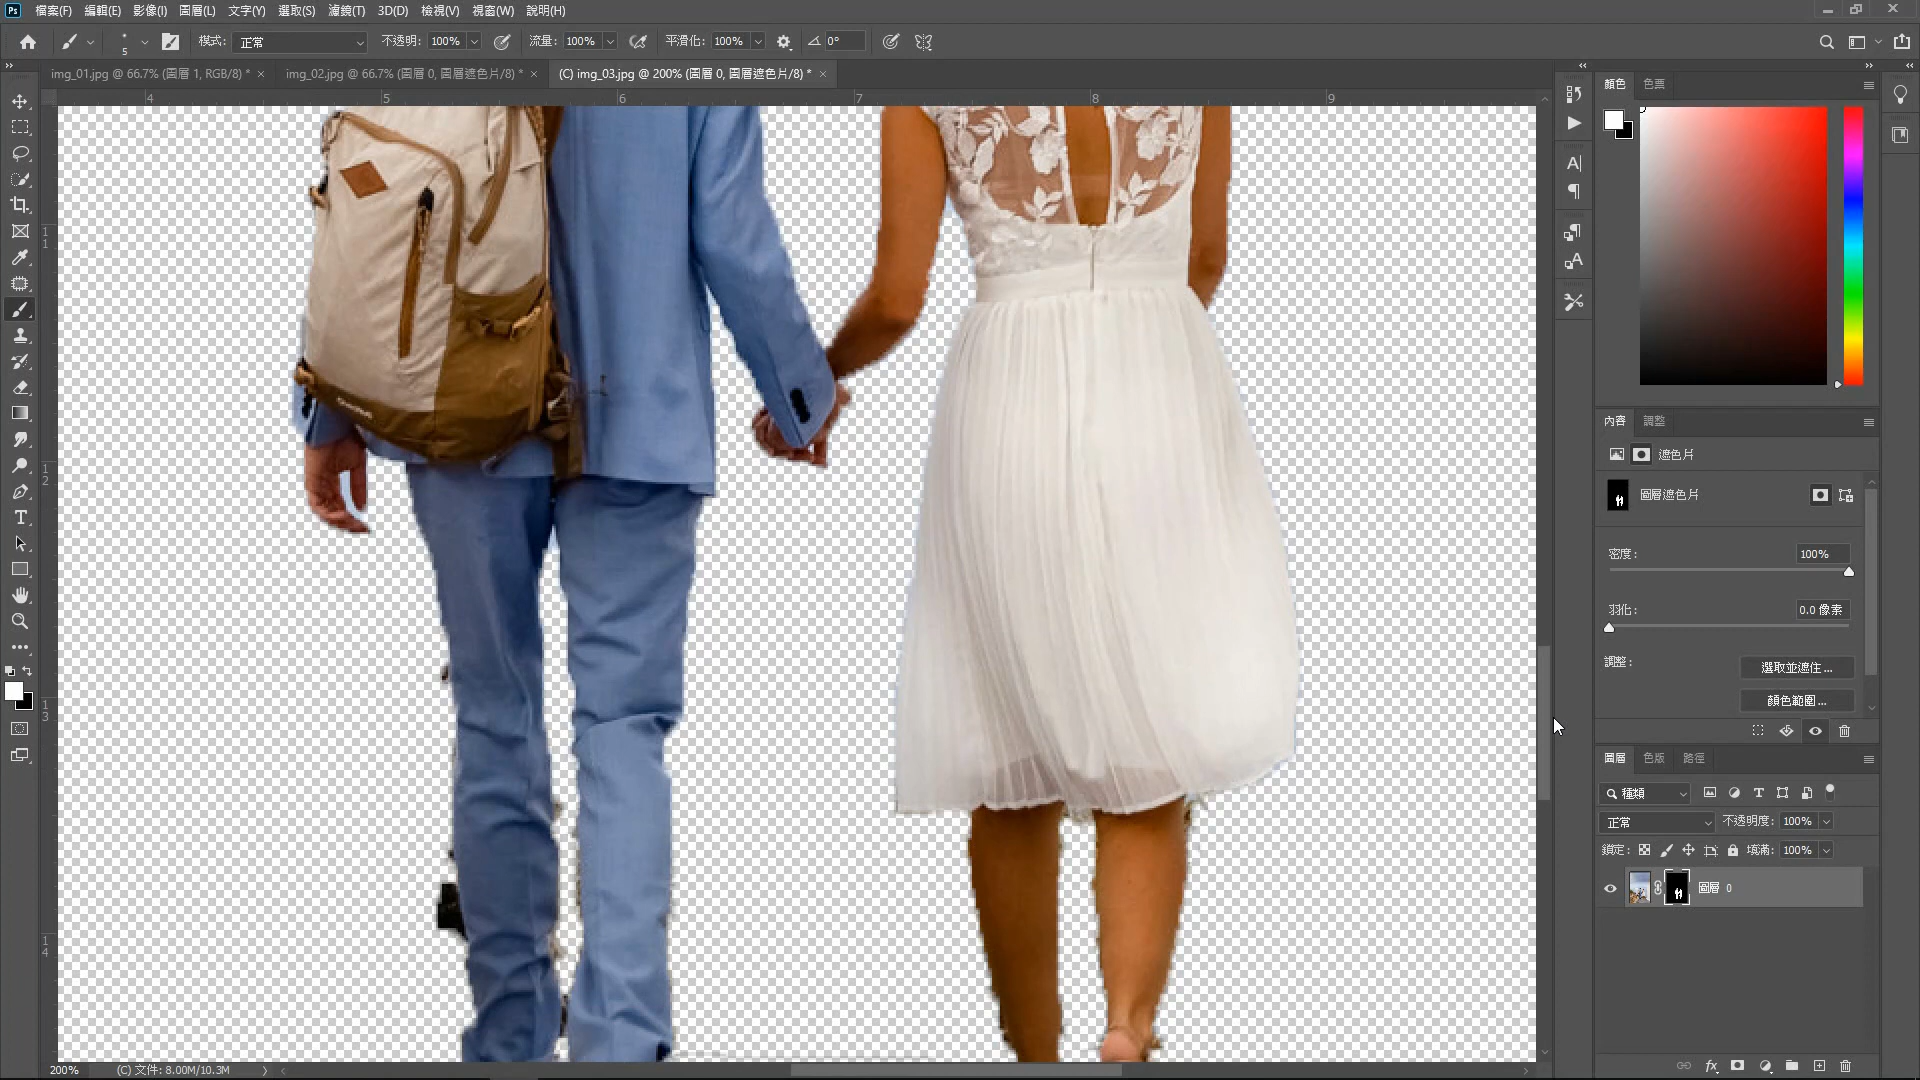 Ps 檔案(F) 編輯(E) 影像(I) 圖層(L) 文字(Y) 選取(S) 濾鏡(T) 3D(D) 檢視(V) 視窗(W) 說明(H)
5 模式: 正常 不透明: 100% 流量: 100% 平滑化: 100% 0°
img_01.jpg @ 66.7% (圖層 1, RGB/8) * × img_02.jpg @ 66.7% (圖層 0, 圖層遮色片/8) * × (C) img_03.jpg @ 200% (圖層 0, 圖層遮色片/8) * ×
4 5 6 7 8 9
11
12
13
14
顏色 色票
內容 調整
遮色片
圖層遮色片
密度: 100%
羽化: 0.0 像素
調整:
選取並遮住...
顏色範圍...
圖層 色版 路徑
種類
正常 不透明度: 100%
鎖定: 填滿: 100%
圖層 0
fx
200% (C) 文件: 8.00M/10.3M